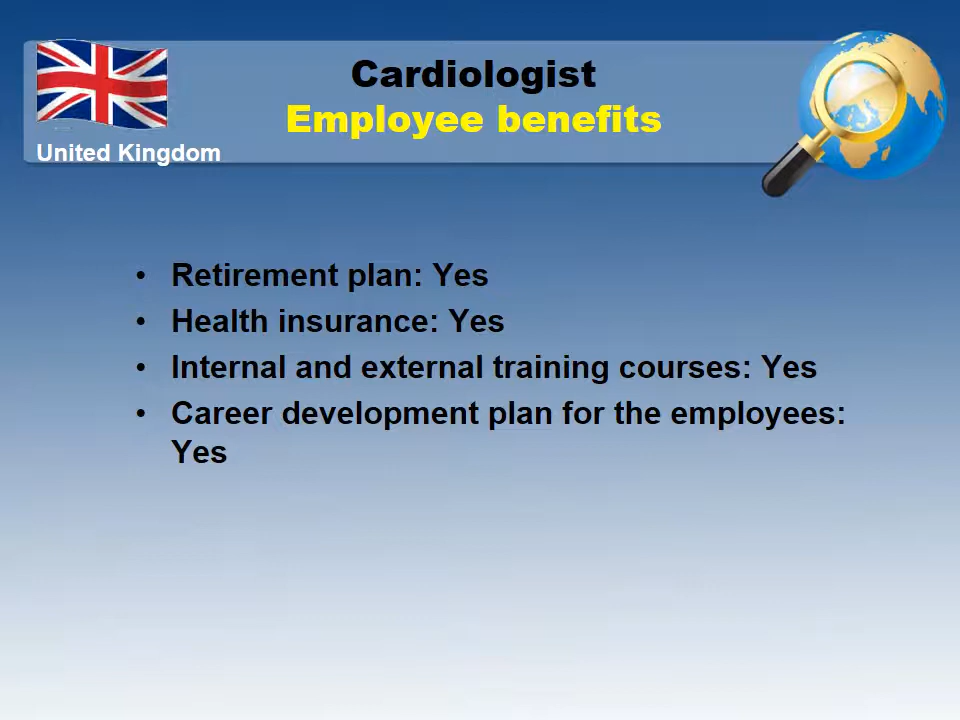 Cardiologist
Employee benefits
United Kingdom
• Retirement plan: Yes
• Health insurance: Yes
• Internal and external training courses: Yes
• Career development plan for the employees:
Yes